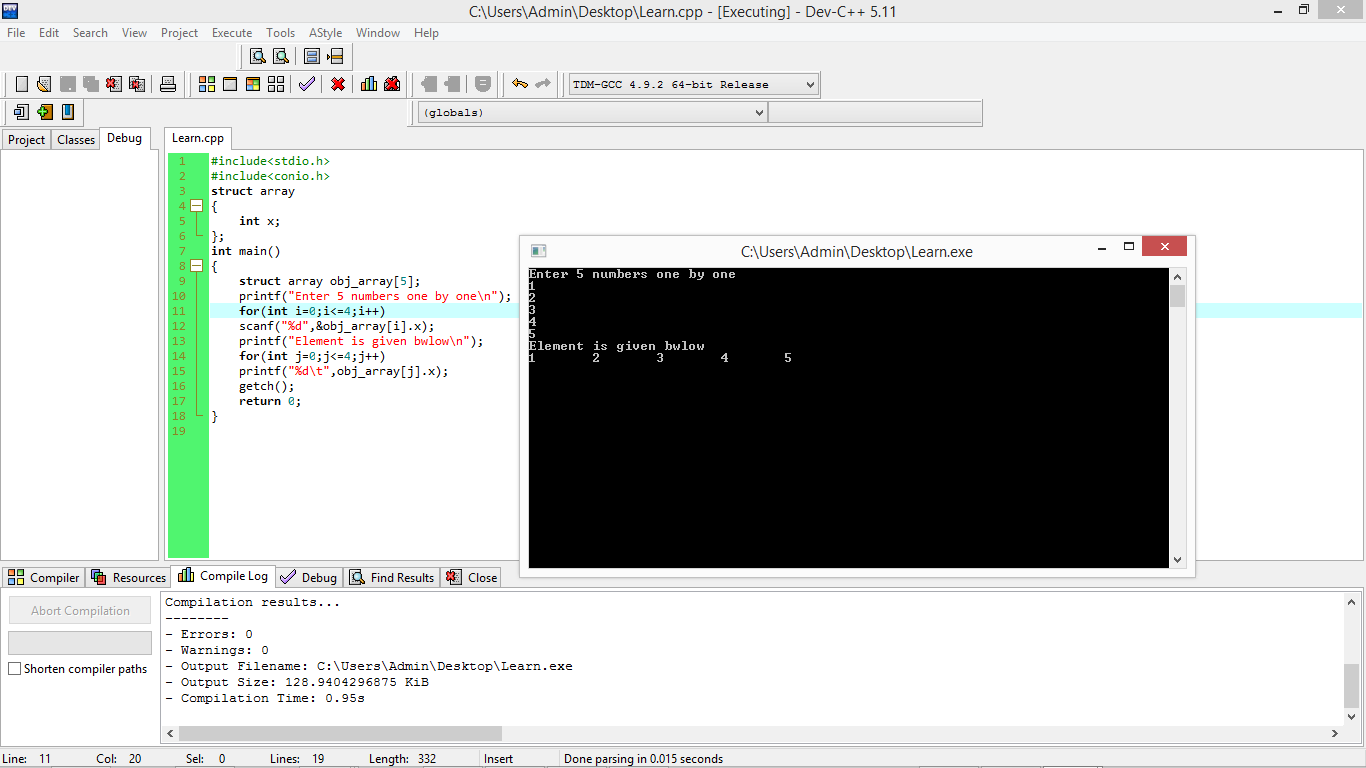 C:\Users\Admin\Desktop\Learn.cpp - [Executing] - Dev-C++ 5.11
File Edit Search View Project Execute Tools AStyle Window Help
TDM-GCC 4.9.2 64-bit Release
(globals)
Project Classes Debug
Learn.cpp
1 #include<stdio.h>
2 #include<conio.h>
3 struct array
4 {
5 int x;
6 };
7 int main()
8 {
9 struct array obj_array[5];
10 printf("Enter 5 numbers one by one\n");
11 for(int i=0;i<=4;i++)
12 scanf("%d",&obj_array[i].x);
13 printf("Element is given bwlow\n");
14 for(int j=0;j<=4;j++)
15 printf("%d\t",obj_array[j].x);
16 getch();
17 return 0;
18 }
19
C:\Users\Admin\Desktop\Learn.exe
Enter 5 numbers one by one
1
2
3
4
5
Element is given bwlow
1 2 3 4 5
Compiler Resources Compile Log Debug Find Results Close
Abort Compilation
Shorten compiler paths
Compilation results...
--------
- Errors: 0
- Warnings: 0
- Output Filename: C:\Users\Admin\Desktop\Learn.exe
- Output Size: 128.9404296875 KiB
- Compilation Time: 0.95s
Line: 11 Col: 20 Sel: 0 Lines: 19 Length: 332 Insert Done parsing in 0.015 seconds